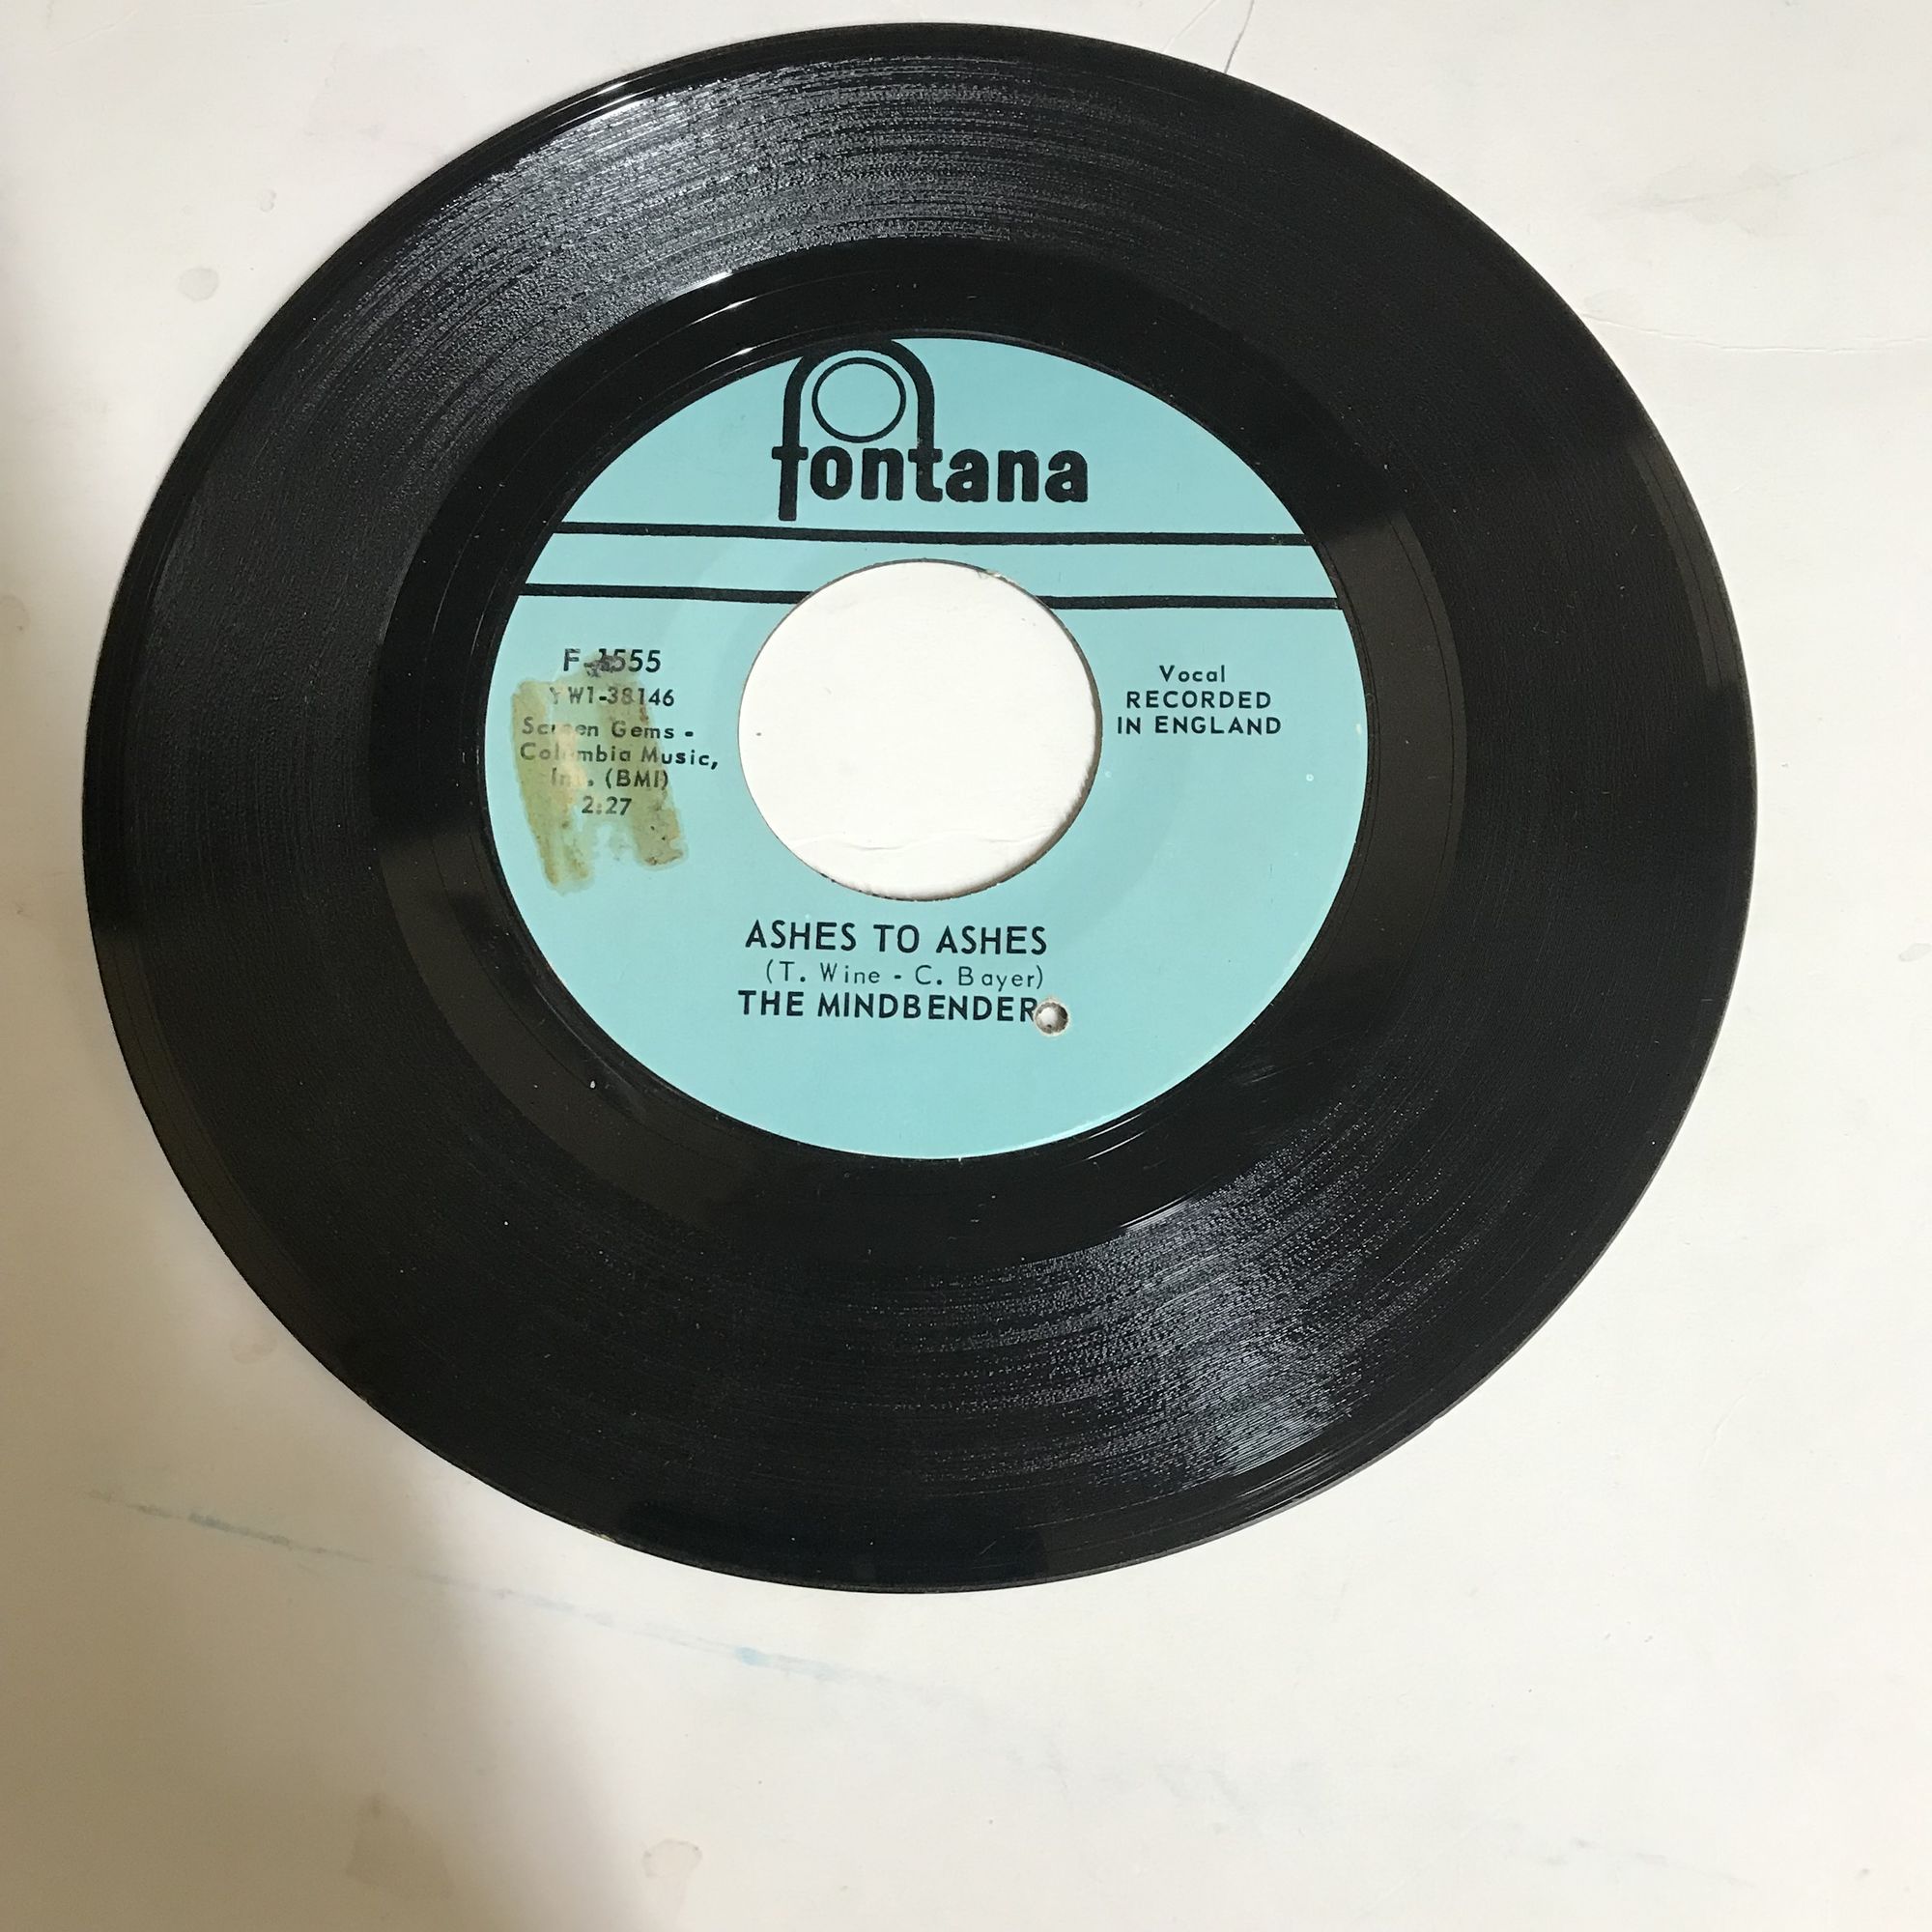 fontana
F-1555
YW1-38146
Screen Gems -
Columbia Music,
Inc. (BMI)
2:27
Vocal
RECORDED
IN ENGLAND
ASHES TO ASHES
(T. Wine - C. Bayer)
THE MINDBENDER